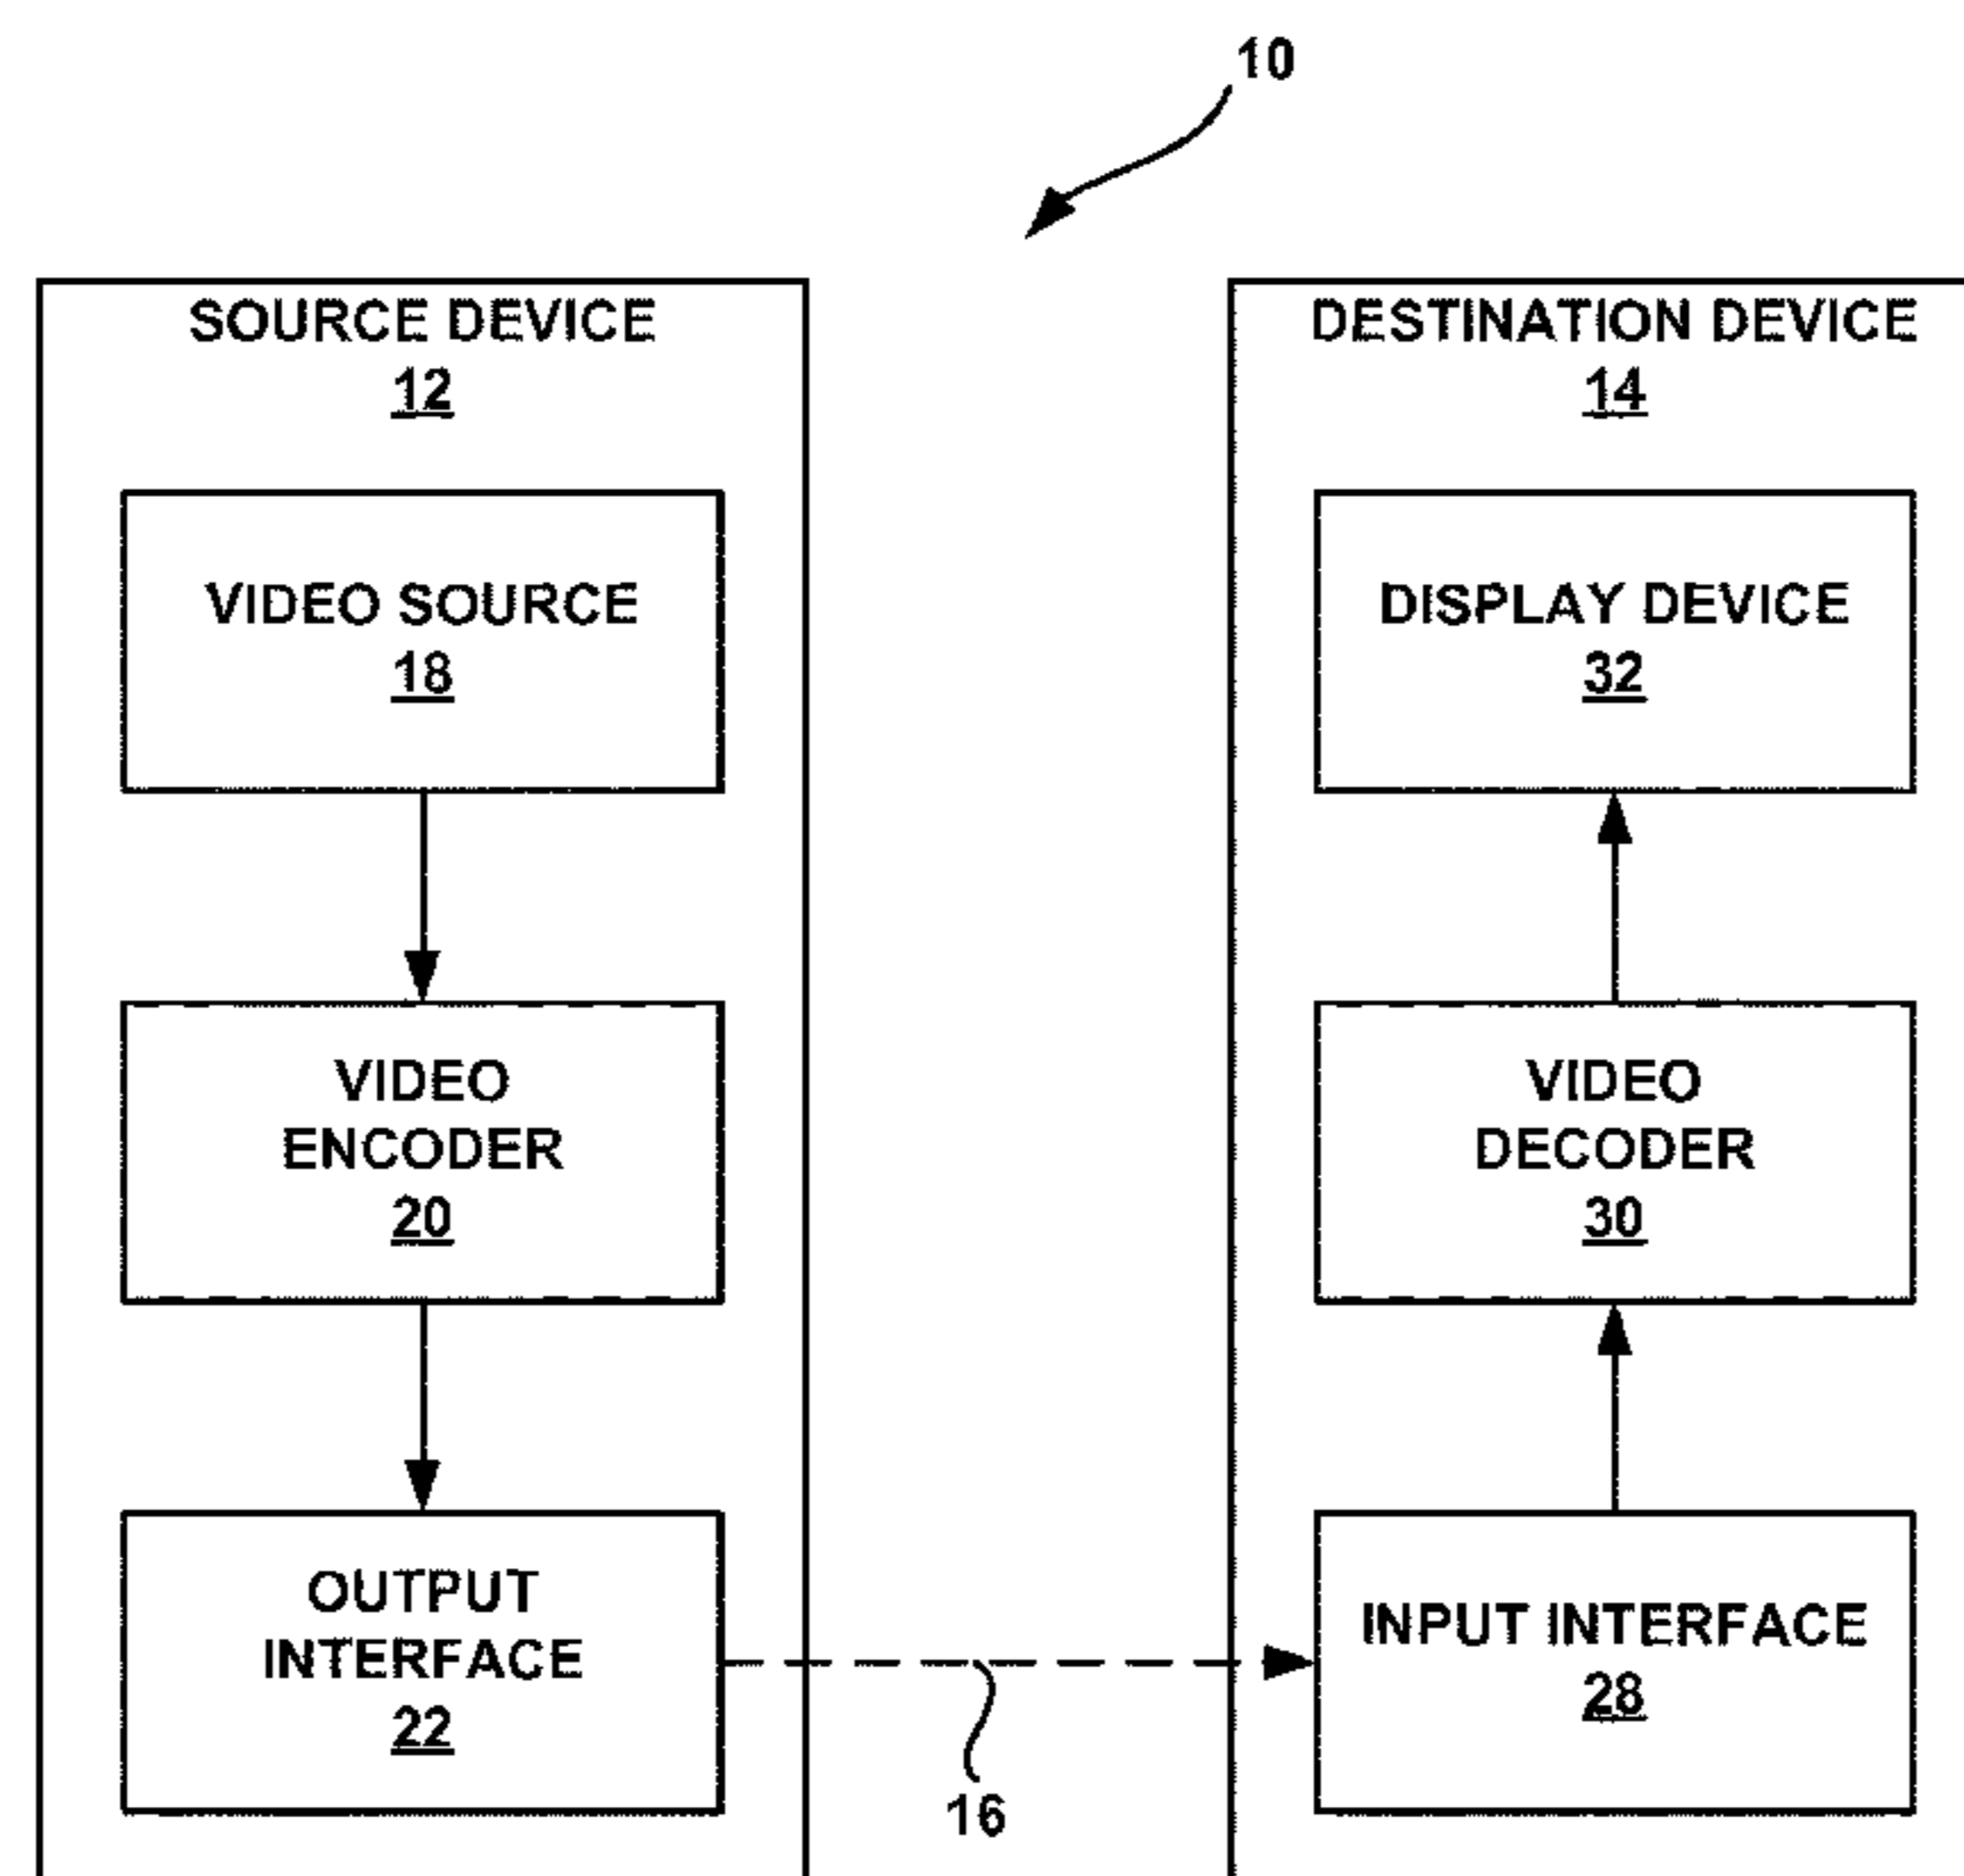 10
SOURCE DEVICE
12
VIDEO SOURCE
18
VIDEO
ENCODER
20
OUTPUT
INTERFACE
22
16
DESTINATION DEVICE
14
DISPLAY DEVICE
32
VIDEO
DECODER
30
INPUT INTERFACE
28